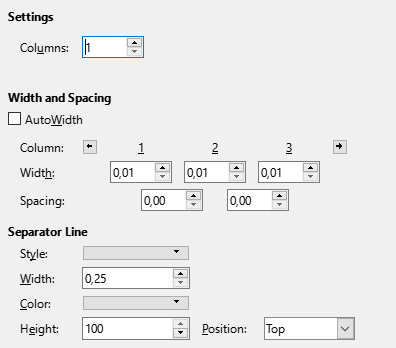 Settings
Columns: 1
Width and Spacing
AutoWidth
Column: 1 2 3
Width: 0,01 0,01 0,01
Spacing: 0,00 0,00
Separator Line
Style:
Width: 0,25
Color:
Height: 100 Position: Top